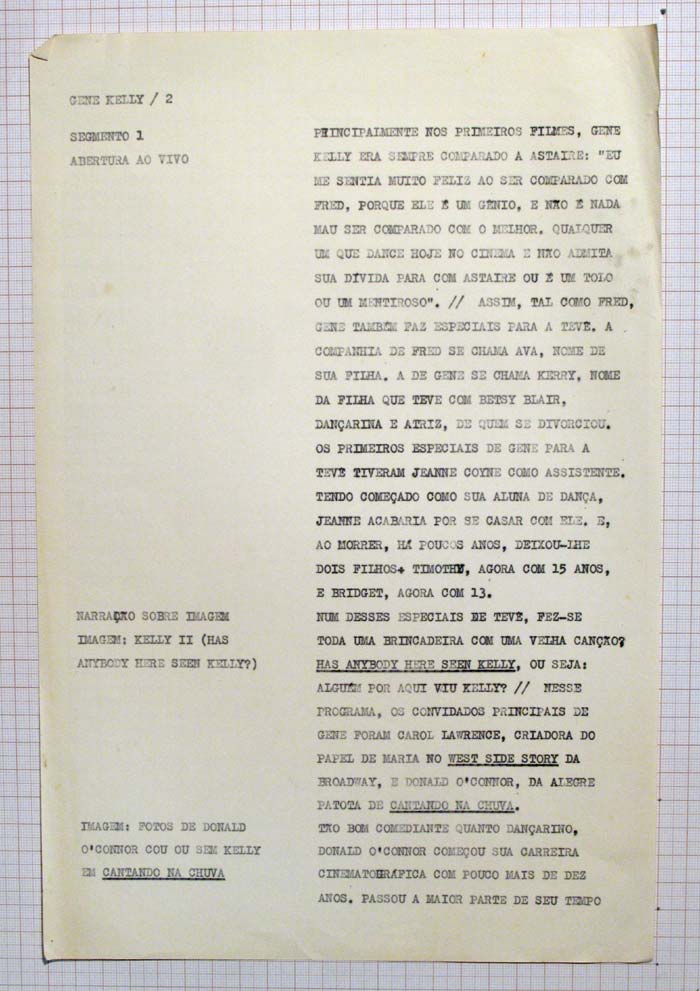 GENE KELLY / 2
SEGMENTO 1
ABERTURA AO VIVO
PRINCIPALMENTE NOS PRIMEIROS FILMES, GENE
KELLY ERA SEMPRE COMPARADO A ASTAIRE: "EU
ME SENTIA MUITO FELIZ AO SER COMPARADO COM
FRED, PORQUE ELE É UM GÊNIO, E NÃO É NADA
MAU SER COMPARADO COM O MELHOR. QUALQUER
UM QUE DANCE HOJE NO CINEMA E NÃO ADMITA
SUA DÍVIDA PARA COM ASTAIRE OU É UM TOLO
OU UM MENTIROSO". // ASSIM, TAL COMO FRED,
GENE TAMBÉM FAZ ESPECIAIS PARA A TEVÊ. A
COMPANHIA DE FRED SE CHAMA AVA, NOME DE
SUA FILHA. A DE GENE SE CHAMA KERRY, NOME
DA FILHA QUE TEVE COM BETSY BLAIR,
DANÇARINA E ATRIZ, DE QUEM SE DIVORCIOU.
OS PRIMEIROS ESPECIAIS DE GENE PARA A
TEVÊ TIVERAM JEANNE COYNE COMO ASSISTENTE.
TENDO COMEÇADO COMO SUA ALUNA DE DANÇA,
JEANNE ACABARIA POR SE CASAR COM ELE. E,
AO MORRER, HÁ POUCOS ANOS, DEIXOU-LHE
DOIS FILHOS+ TIMOTHY, AGORA COM 15 ANOS,
E BRIDGET, AGORA COM 13.
NARRAÇÃO SOBRE IMAGEM
IMAGEM: KELLY II (HAS
ANYBODY HERE SEEN KELLY?)
NUM DESSES ESPECIAIS DE TEVÊ, FEZ-SE
TODA UMA BRINCADEIRA COM UMA VELHA CANÇÃO?
HAS ANYBODY HERE SEEN KELLY, OU SEJA:
ALGUÉM POR AQUI VIU KELLY? // NESSE
PROGRAMA, OS CONVIDADOS PRINCIPAIS DE
GENE FORAM CAROL LAWRENCE, CRIADORA DO
PAPEL DE MARIA NO WEST SIDE STORY DA
BROADWAY, E DONALD O'CONNOR, DA ALEGRE
PATOTA DE CANTANDO NA CHUVA.
IMAGEM: FOTOS DE DONALD
O'CONNOR COU OU SEM KELLY
EM CANTANDO NA CHUVA
TÃO BOM COMEDIANTE QUANTO DANÇARINO,
DONALD O'CONNOR COMEÇOU SUA CARREIRA
CINEMATOGRÁFICA COM POUCO MAIS DE DEZ
ANOS. PASSOU A MAIOR PARTE DE SEU TEMPO